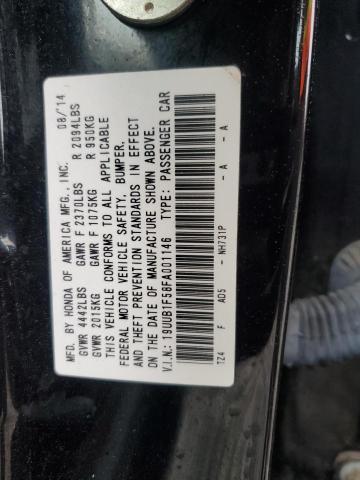 MFD. BY HONDA OF AMERICA MFG., INC. 08/'14
GVWR 4442LBS GAWR F 2370LBS R 2094LBS
GVWR 2015KG GAWR F 1075KG R 950KG
THIS VEHICLE CONFORMS TO ALL APPLICABLE
FEDERAL MOTOR VEHICLE SAFETY, BUMPER,
AND THEFT PREVENTION STANDARDS IN EFFECT
ON THE DATE OF MANUFACTURE SHOWN ABOVE.
V.I.N.: 19UUB1F58FA001146 TYPE: PASSENGER CAR
TZ4 F AD5 - NH731P - A - A